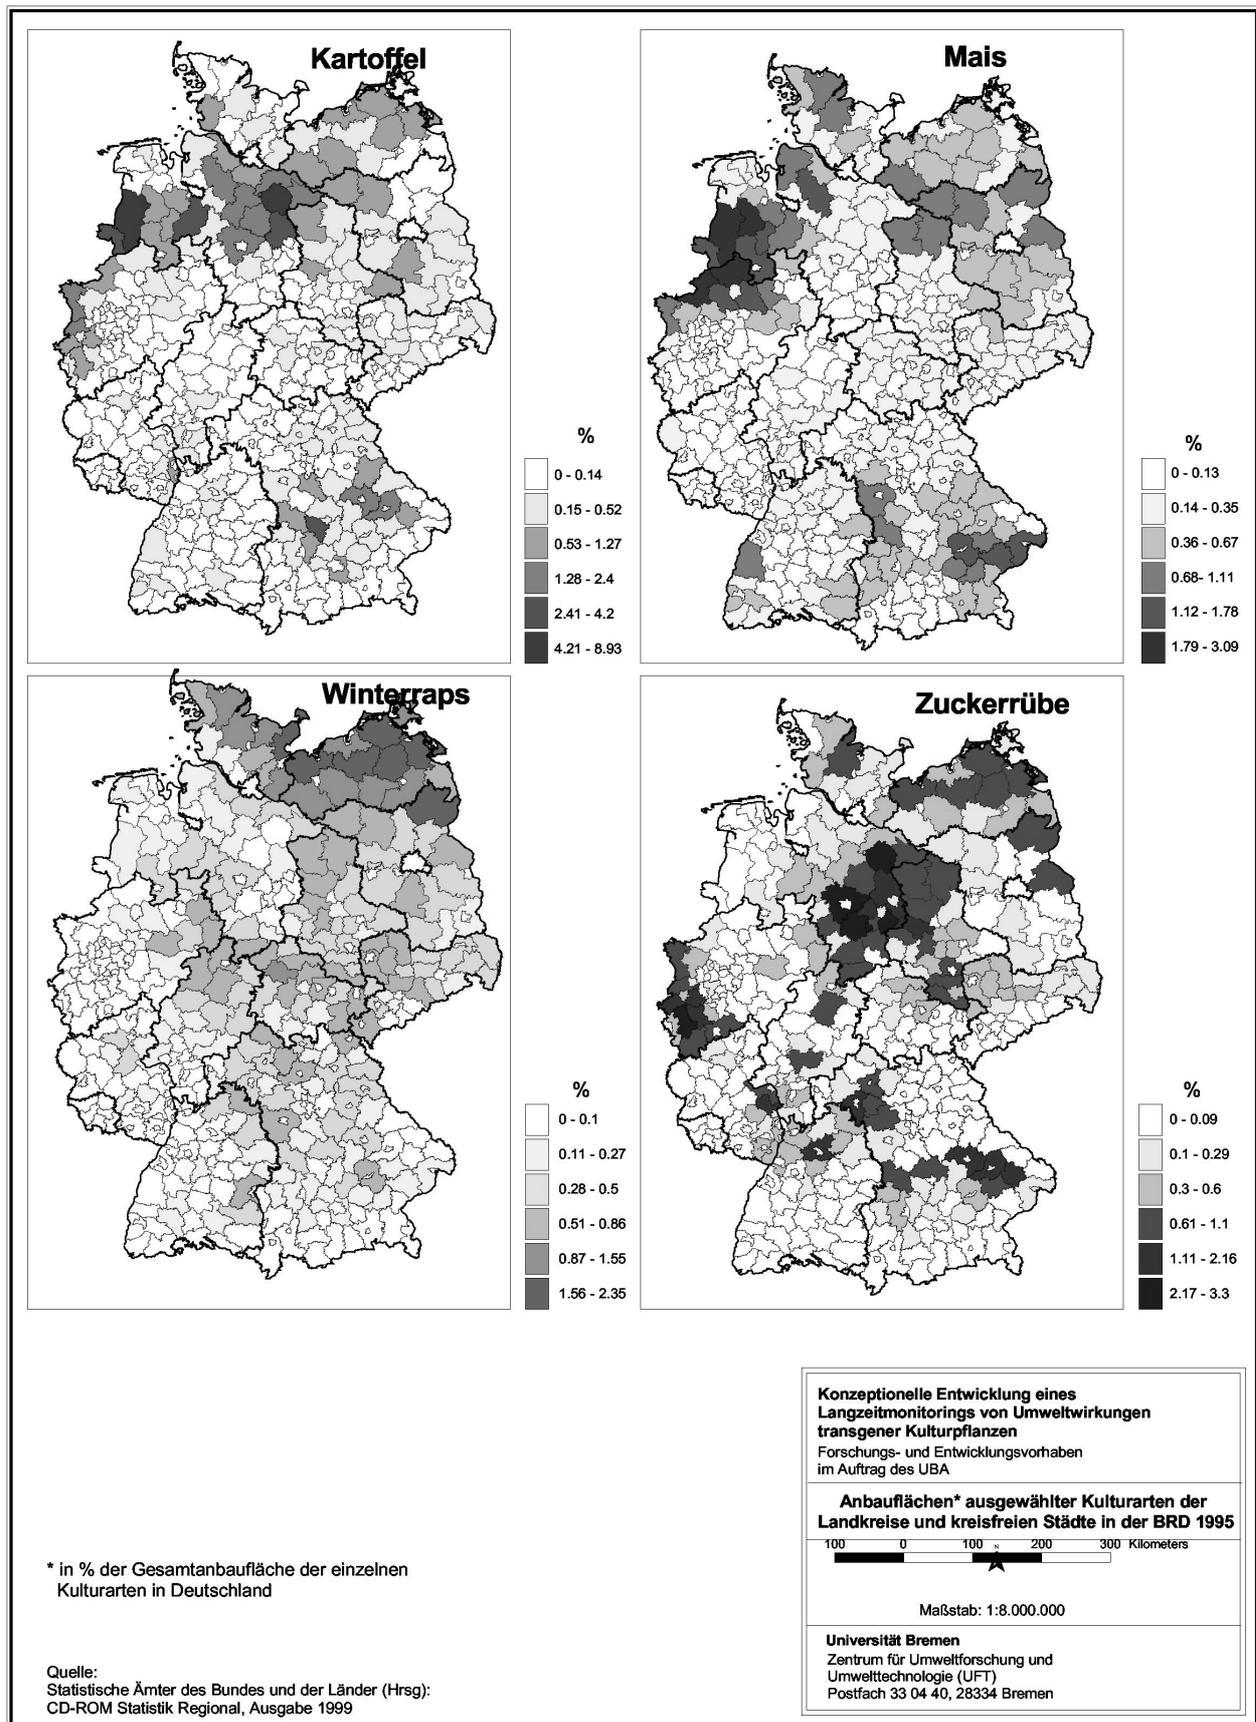 Kartoffel
%
0 - 0.14
0.15 - 0.52
0.53 - 1.27
1.28 - 2.4
2.41 - 4.2
4.21 - 8.93
Mais
%
0 - 0.13
0.14 - 0.35
0.36 - 0.67
0.68- 1.11
1.12 - 1.78
1.79 - 3.09
Winterraps
%
0 - 0.1
0.11 - 0.27
0.28 - 0.5
0.51 - 0.86
0.87 - 1.55
1.56 - 2.35
Zuckerrübe
%
0 - 0.09
0.1 - 0.29
0.3 - 0.6
0.61 - 1.1
1.11 - 2.16
2.17 - 3.3
* in % der Gesamtanbaufläche der einzelnen
Kulturarten in Deutschland
Quelle:
Statistische Ämter des Bundes und der Länder (Hrsg):
CD-ROM Statistik Regional, Ausgabe 1999
Konzeptionelle Entwicklung eines
Langzeitmonitorings von Umweltwirkungen
transgener Kulturpflanzen
Forschungs- und Entwicklungsvorhaben
im Auftrag des UBA
Anbauflächen* ausgewählter Kulturarten der
Landkreise und kreisfreien Städte in der BRD 1995
100 0 100 N 200 300 Kilometers
Maßstab: 1:8.000.000
Universität Bremen
Zentrum für Umweltforschung und
Umwelttechnologie (UFT)
Postfach 33 04 40, 28334 Bremen